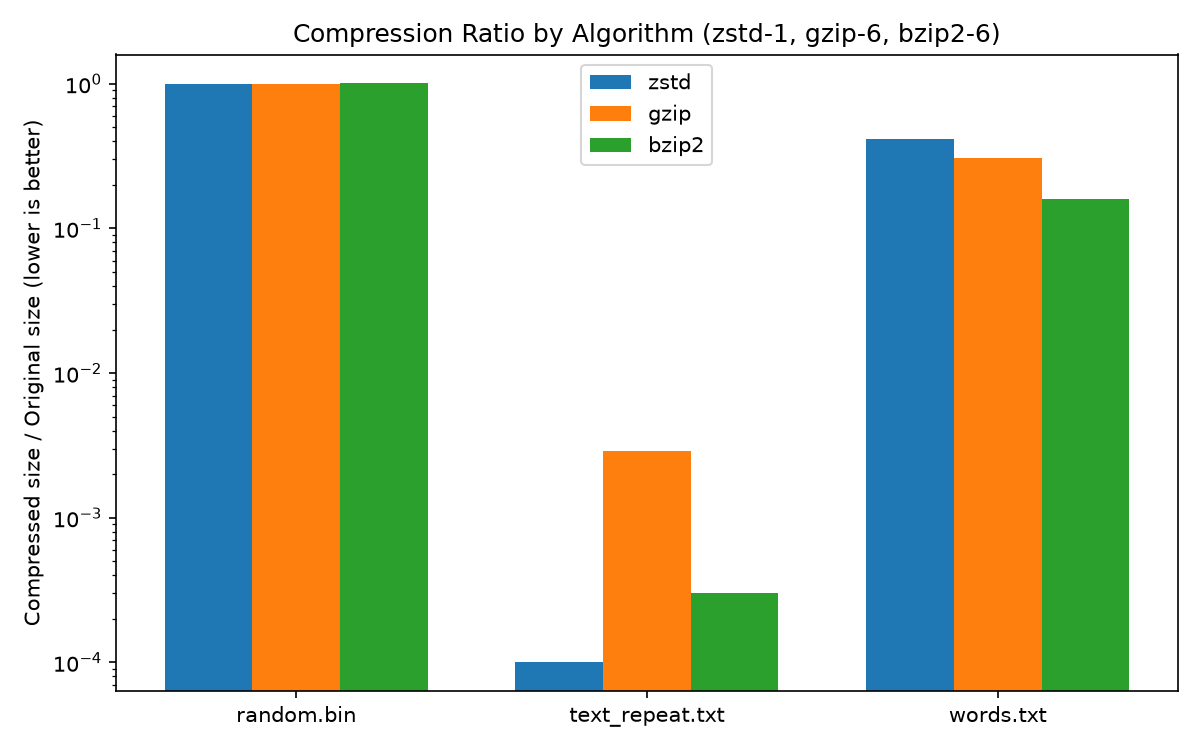 Compression Ratio by Algorithm (zstd-1, gzip-6, bzip2-6)
Compressed size / Original size (lower is better)
10⁰
10⁻¹
10⁻²
10⁻³
10⁻⁴
zstd
gzip
bzip2
random.bin
text_repeat.txt
words.txt